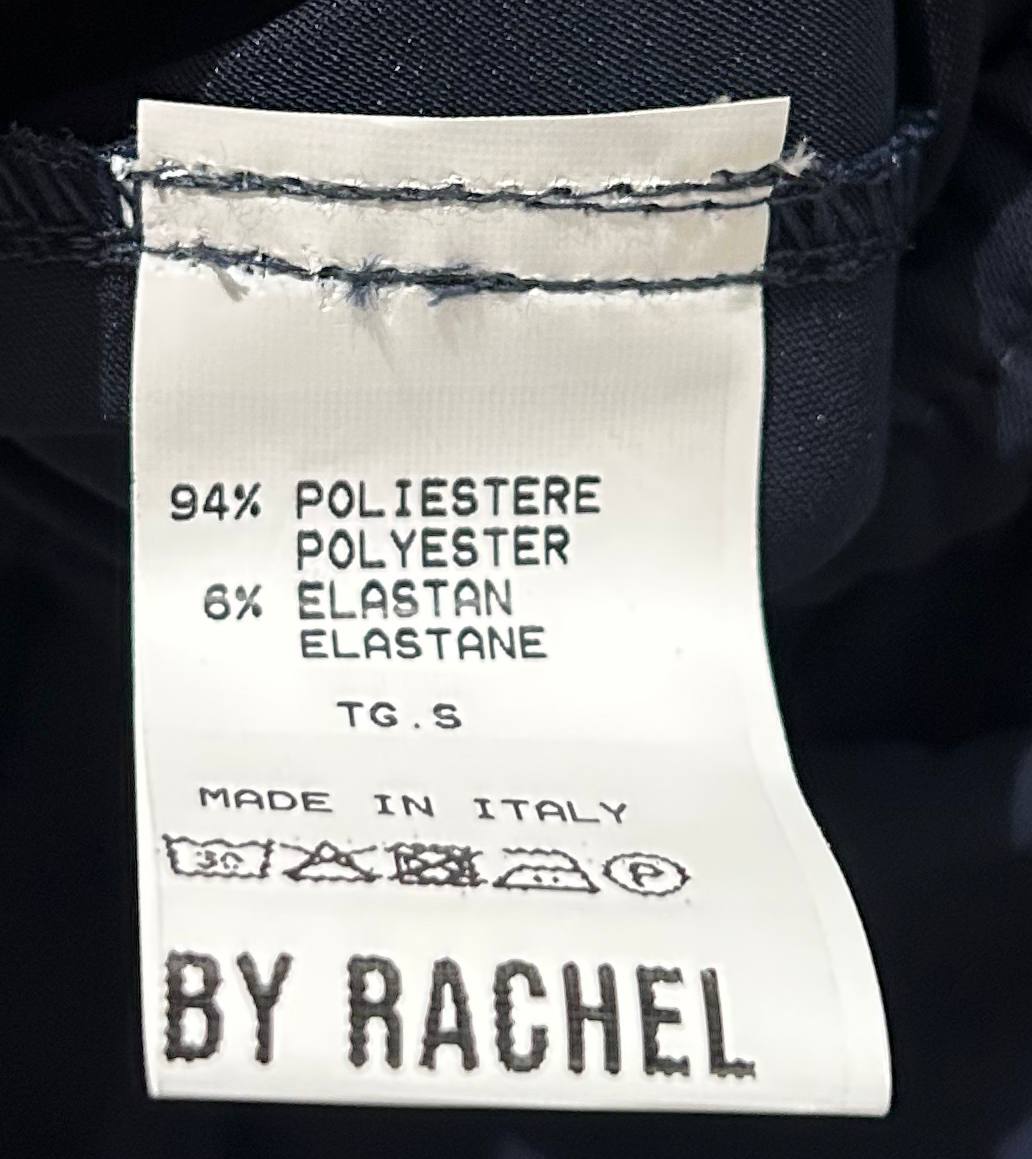 94% POLIESTERE
POLYESTER
6% ELASTAN
ELASTANE
TG.S
MADE IN ITALY
30 P
BY RACHEL